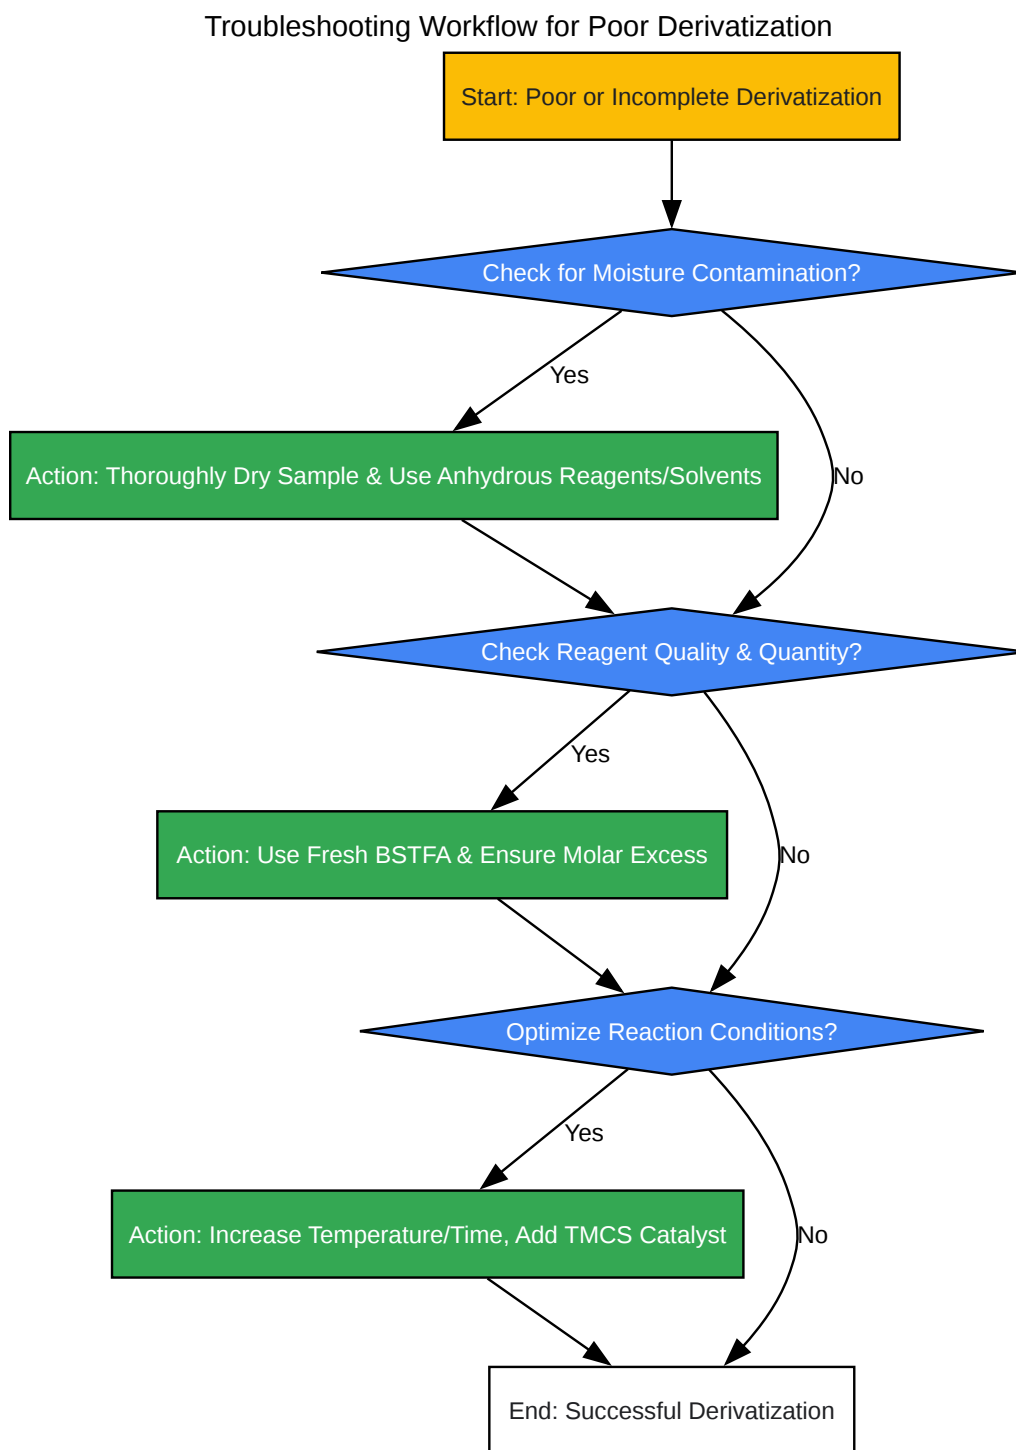 Troubleshooting Workflow for Poor Derivatization
Start: Poor or Incomplete Derivatization
Check for Moisture Contamination?
Yes
Action: Thoroughly Dry Sample & Use Anhydrous Reagents/Solvents
No
Check Reagent Quality & Quantity?
Yes
Action: Use Fresh BSTFA & Ensure Molar Excess
No
Optimize Reaction Conditions?
Yes
Action: Increase Temperature/Time, Add TMCS Catalyst
No
End: Successful Derivatization